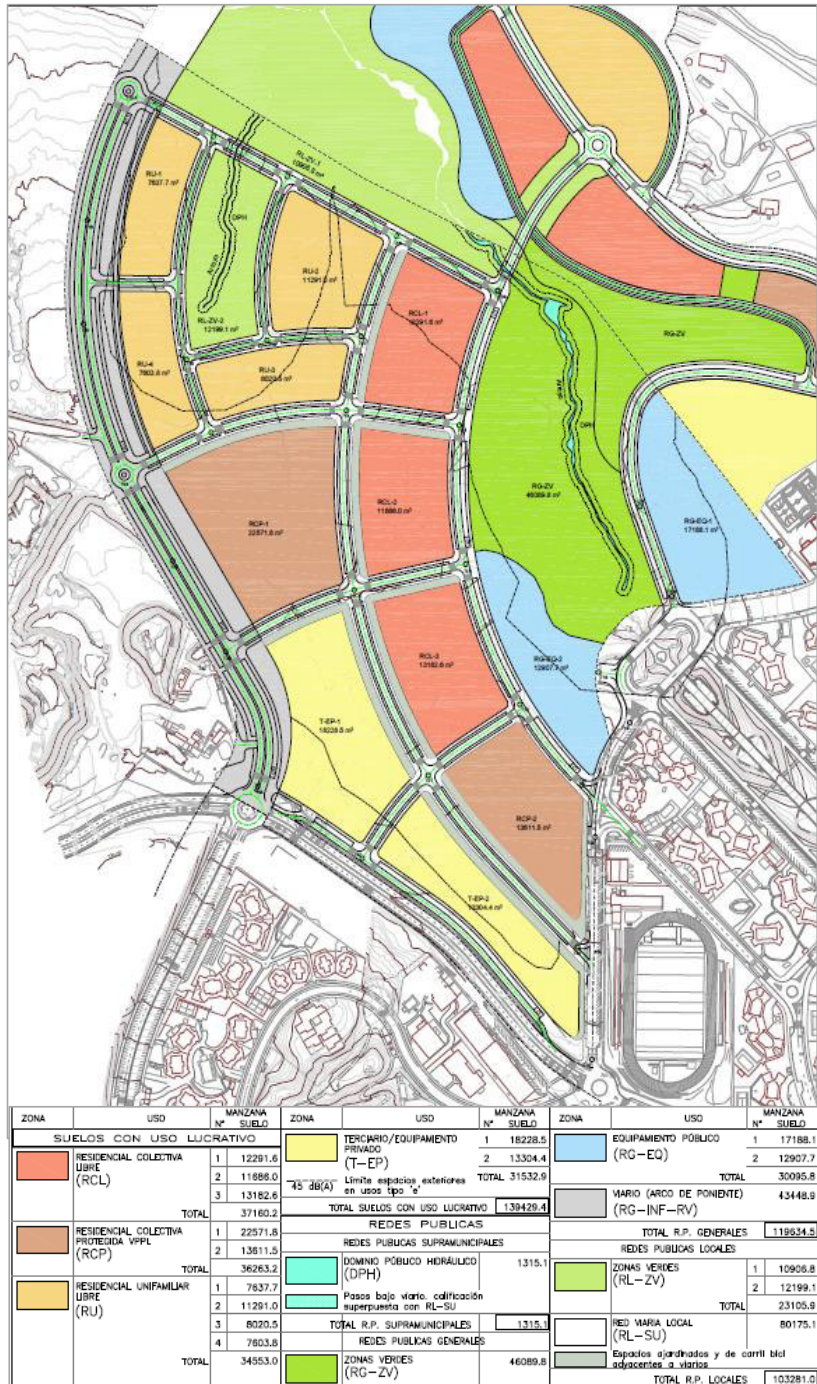 RU-1
7637.7 m²
RL-ZV-1
10906.8 m²
DPH
RU-2
11291.0 m²
RL-ZV-2
12199.1 m²
RCL-1
12291.6 m²
RU-4
7603.8 m²
RU-3
8020.5 m²
RG-ZV
DPH
RCL-2
11686.0 m²
RG-ZV
46089.8 m²
RCP-1
22571.8 m²
RG-EQ-1
17188.1 m²
RCL-3
13182.6 m²
RG-EQ-2
12907.7 m²
T-EP-1
18228.5 m²
RCP-2
13611.5 m²
T-EP-2
13304.4 m²
ZONA USO MANZANA
Nº SUELO
SUELOS CON USO LUCRATIVO
RESIDENCIAL COLECTIVA
LIBRE
(RCL)
1 12291.6
2 11686.0
3 13182.6
TOTAL 37160.2
RESIDENCIAL COLECTIVA
PROTEGIDA VPPL
(RCP)
1 22571.8
2 13611.5
TOTAL 36263.2
RESIDENCIAL UNIFAMILIAR
LIBRE
(RU)
1 7637.7
2 11291.0
3 8020.5
4 7603.8
TOTAL 34553.0
ZONA USO MANZANA
Nº SUELO
TERCIARIO/EQUIPAMIENTO
PRIVADO
(T-EP)
1 18228.5
2 13304.4
TOTAL 31532.9
45 dB(A) Límite espacios exteriores
en usos tipo 'e'
TOTAL SUELOS CON USO LUCRATIVO 139429.4
REDES PUBLICAS
REDES PUBLICAS SUPRAMUNICIPALES
DOMINIO PÚBLICO HIDRÁULICO 1315.1
(DPH)
Pasos bajo viario. calificación
superpuesta con RL-SU
TOTAL R.P. SUPRAMUNICIPALES 1315.1
REDES PUBLICAS GENERALES
ZONAS VERDES 46089.8
(RG-ZV)
ZONA USO MANZANA
Nº SUELO
EQUIPAMIENTO PÚBLICO
(RG-EQ)
1 17188.1
2 12907.7
TOTAL 30095.8
VIARIO (ARCO DE PONIENTE) 43448.9
(RG-INF-RV)
TOTAL R.P. GENERALES 119634.5
REDES PUBLICAS LOCALES
ZONAS VERDES
(RL-ZV)
1 10906.8
2 12199.1
TOTAL 23105.9
RED VIARIA LOCAL 80175.1
(RL-SU)
Espacios ajardinados y de carril bici
adyacentes a viarios
TOTAL R.P. LOCALES 103281.0